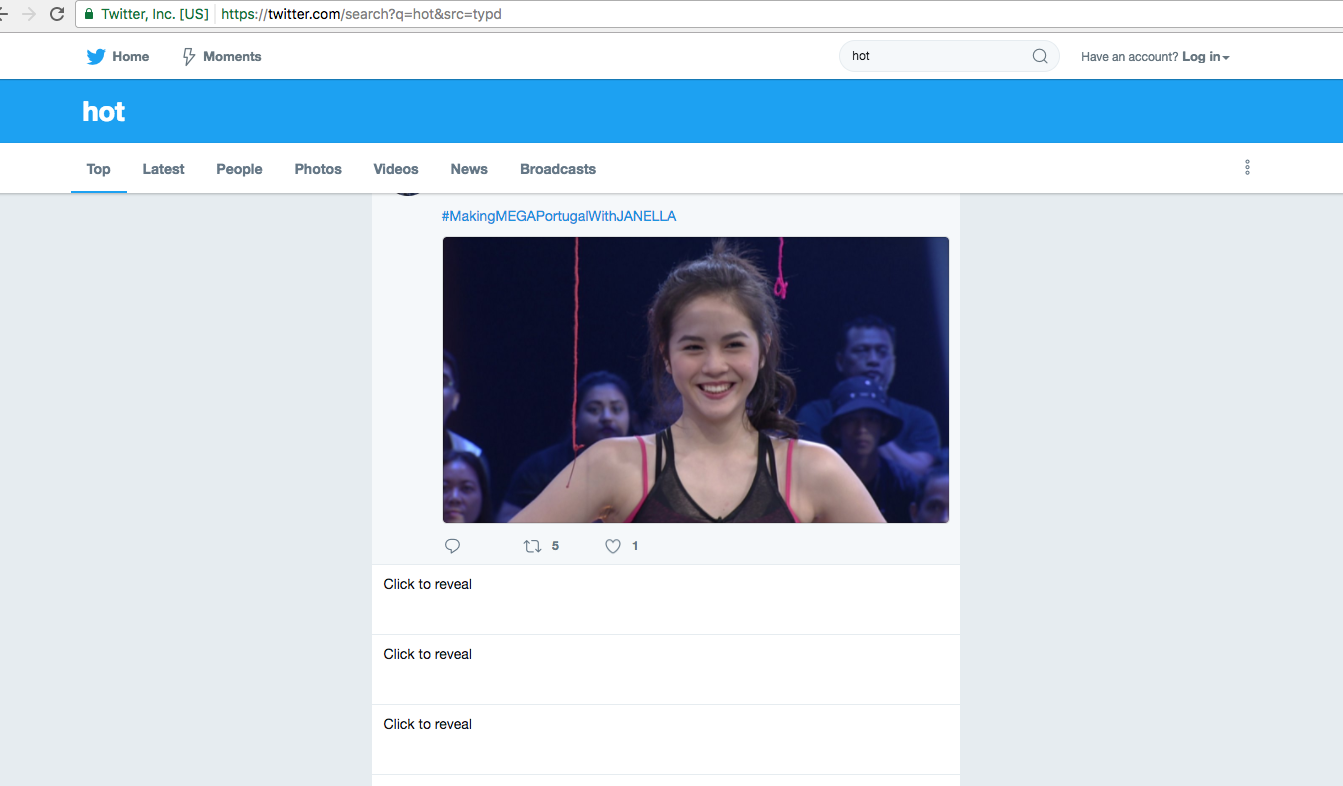 Twitter, Inc. [US] https://twitter.com/search?q=hot&src=typd
Home Moments hot Have an account? Log in
hot
Top Latest People Photos Videos News Broadcasts
#MakingMEGAPortugalWithJANELLA
5 1
Click to reveal
Click to reveal
Click to reveal